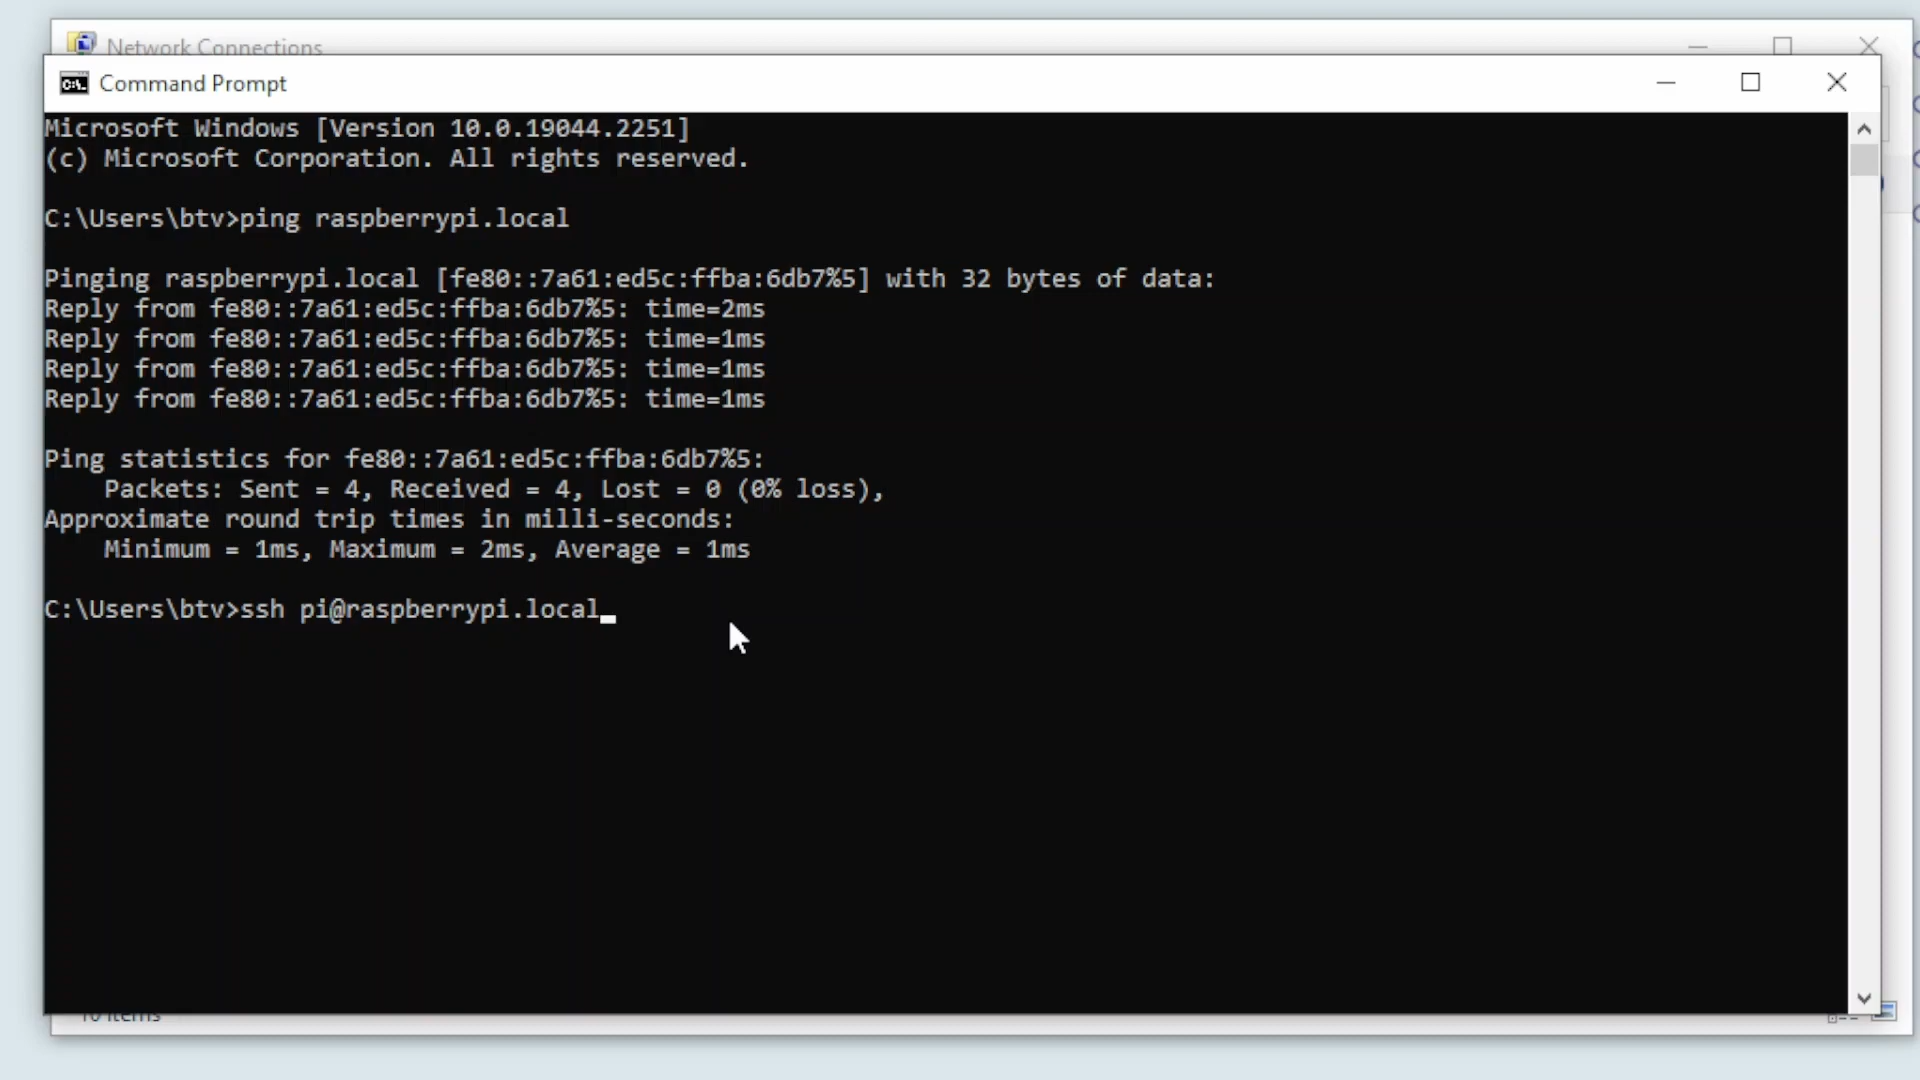 Network Connections
Command Prompt
Microsoft Windows [Version 10.0.19044.2251]
(c) Microsoft Corporation. All rights reserved.
C:\Users\btv>ping raspberrypi.local
Pinging raspberrypi.local [fe80::7a61:ed5c:ffba:6db7%5] with 32 bytes of data:
Reply from fe80::7a61:ed5c:ffba:6db7%5: time=2ms
Reply from fe80::7a61:ed5c:ffba:6db7%5: time=1ms
Reply from fe80::7a61:ed5c:ffba:6db7%5: time=1ms
Reply from fe80::7a61:ed5c:ffba:6db7%5: time=1ms
Ping statistics for fe80::7a61:ed5c:ffba:6db7%5:
    Packets: Sent = 4, Received = 4, Lost = 0 (0% loss),
Approximate round trip times in milli-seconds:
    Minimum = 1ms, Maximum = 2ms, Average = 1ms
C:\Users\btv>ssh pi@raspberrypi.local
items